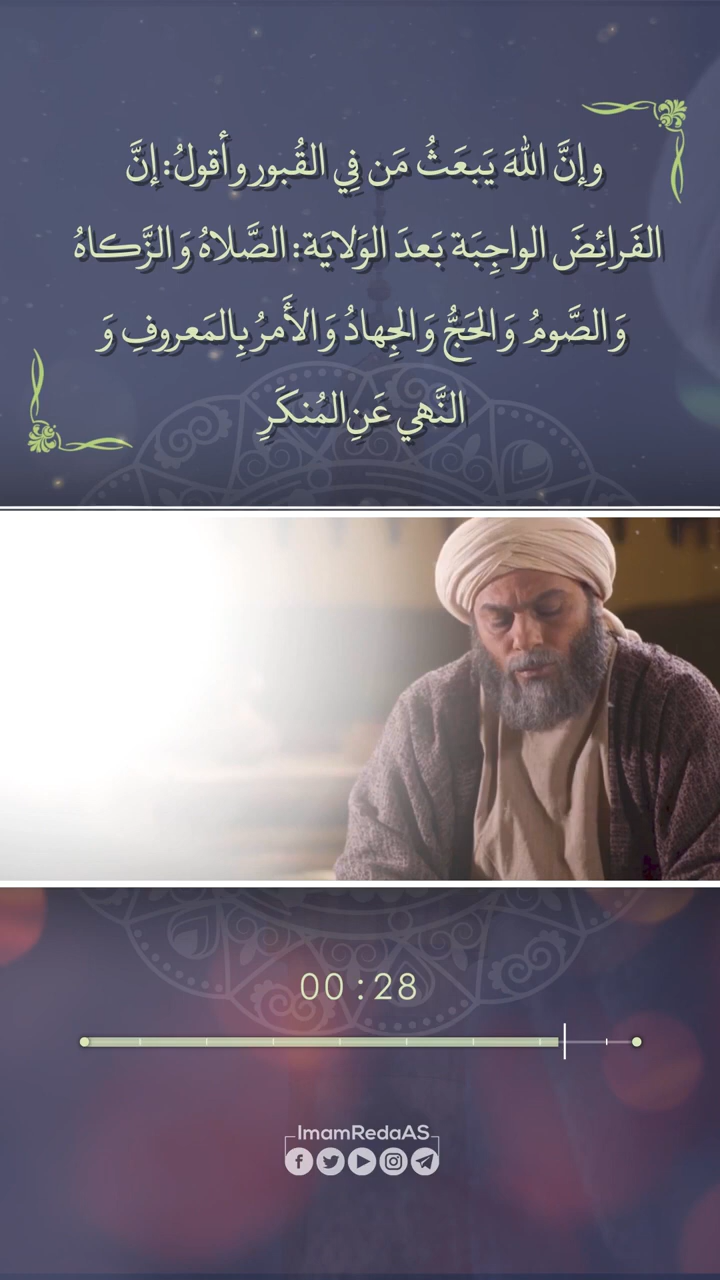 وإنَّ اللهَ يَبعَثُ مَن فِي القُبور وأقولُ: إنَّ
الفَرائِضَ الواجِبَة بَعدَ الوَلايَة: الصَّلاةُ وَالزَّكاةُ
وَالصَّومُ وَالحَجُّ وَالجِهادُ وَالأَمرُ بِالمَعروفِ وَ
النَّهي عَنِ المُنكَرِ
00:28
ImamRedaAS